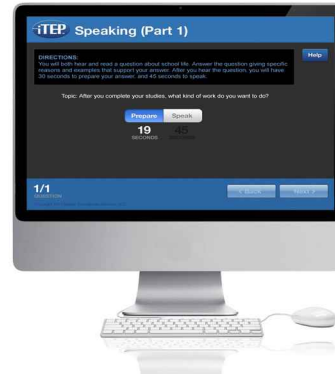 iTEP Speaking (Part 1)
Help
DIRECTIONS:
You will both hear and read a question about school life. Answer the question giving specific
reasons and examples that support your answer. After you hear the question, you will have
30 seconds to prepare your answer, and 45 seconds to speak.
Topic: After you complete your studies, what kind of work do you want to do?
Prepare Speak
19 45
SECONDS SECONDS
1/1
QUESTION